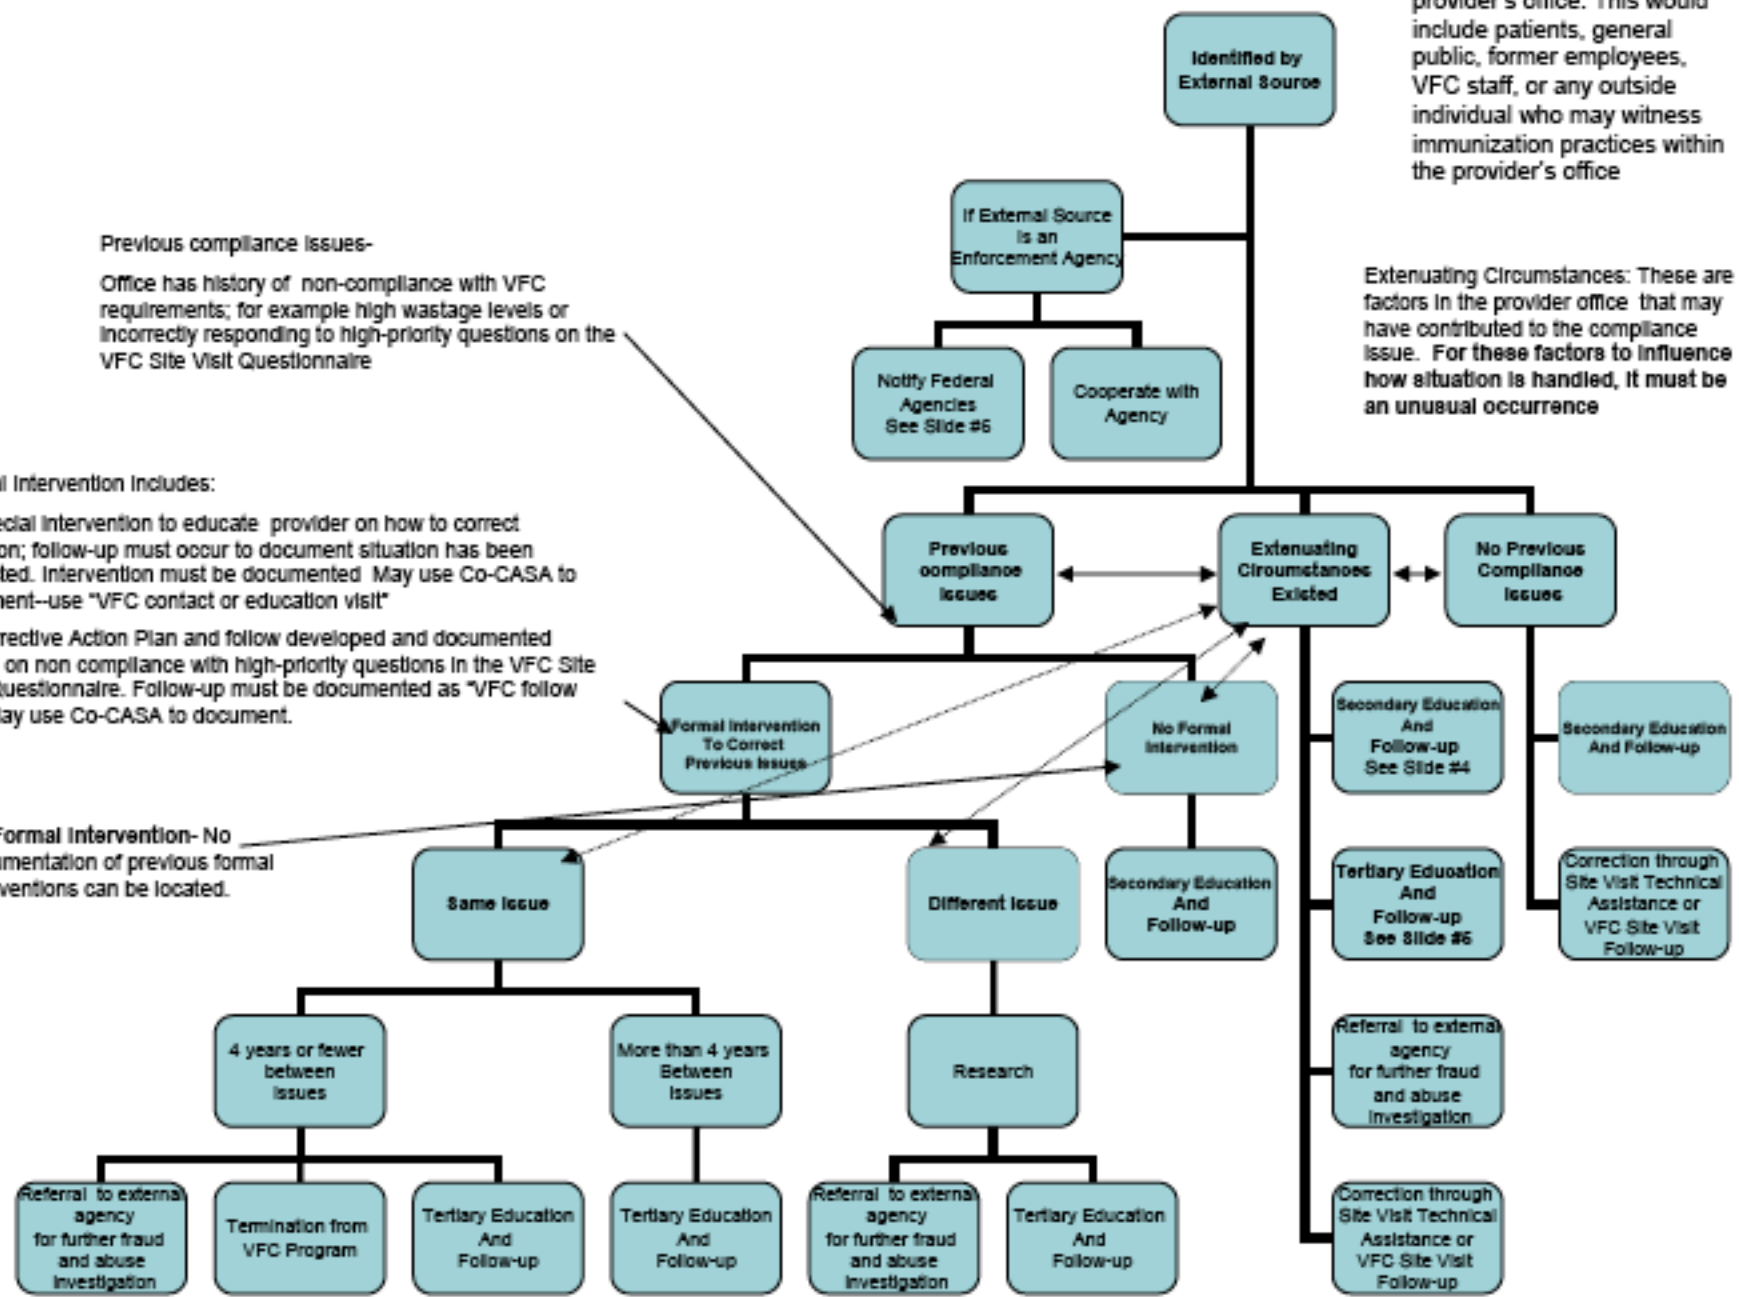 provider's office. This would
include patients, general
public, former employees,
VFC staff, or any outside
individual who may witness
immunization practices within
the provider's office
Identified by
External Source
If External Source
is an
Enforcement Agency
Previous compliance issues-
Office has history of non-compliance with VFC
requirements; for example high wastage levels or
incorrectly responding to high-priority questions on the
VFC Site Visit Questionnaire
Extenuating Circumstances: These are
factors in the provider office that may
have contributed to the compliance
issue. For these factors to influence
how situation is handled, it must be
an unusual occurrence
Notify Federal
Agencies
See Slide #6
Cooperate with
Agency
l Intervention Includes:
ecial intervention to educate provider on how to correct
on; follow-up must occur to document situation has been
ted. Intervention must be documented May use Co-CASA to
ment--use "VFC contact or education visit"
rrective Action Plan and follow developed and documented
on non compliance with high-priority questions in the VFC Site
Questionnaire. Follow-up must be documented as "VFC follow
May use Co-CASA to document.
Previous
compliance
issues
Extenuating
Circumstances
Existed
No Previous
Compliance
Issues
Formal Intervention
To Correct
Previous Issues
No Formal
Intervention
Secondary Education
And
Follow-up
See Slide #4
Secondary Education
And Follow-up
Formal Intervention- No
umentation of previous formal
ventions can be located.
Same Issue
Different Issue
Secondary Education
And
Follow-up
Tertiary Education
And
Follow-up
See Slide #6
Correction through
Site Visit Technical
Assistance or
VFC Site Visit
Follow-up
4 years or fewer
between
Issues
More than 4 years
Between
Issues
Research
Referral to external
agency
for further fraud
and abuse
Investigation
Referral to external
agency
for further fraud
and abuse
Investigation
Termination from
VFC Program
Tertiary Education
And
Follow-up
Tertiary Education
And
Follow-up
Referral to external
agency
for further fraud
and abuse
Investigation
Tertiary Education
And
Follow-up
Correction through
Site Visit Technical
Assistance or
VFC Site Visit
Follow-up